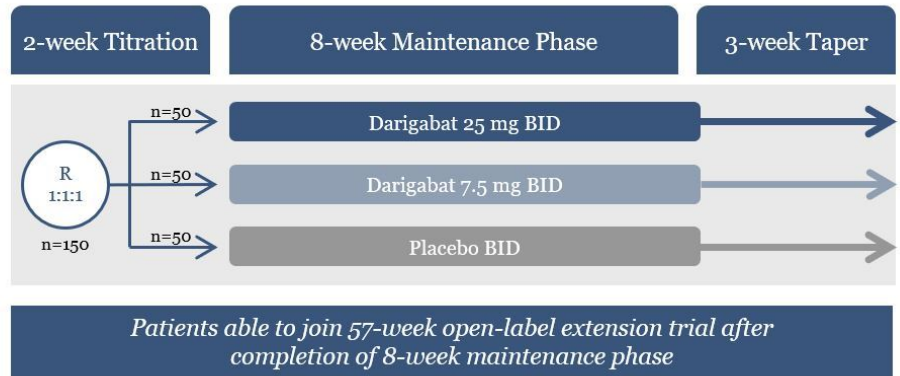 2-week Titration
8-week Maintenance Phase
3-week Taper
n=50
Darigabat 25 mg BID
R
1:1:1
n=150
n=50
Darigabat 7.5 mg BID
n=50
Placebo BID
Patients able to join 57-week open-label extension trial after
completion of 8-week maintenance phase